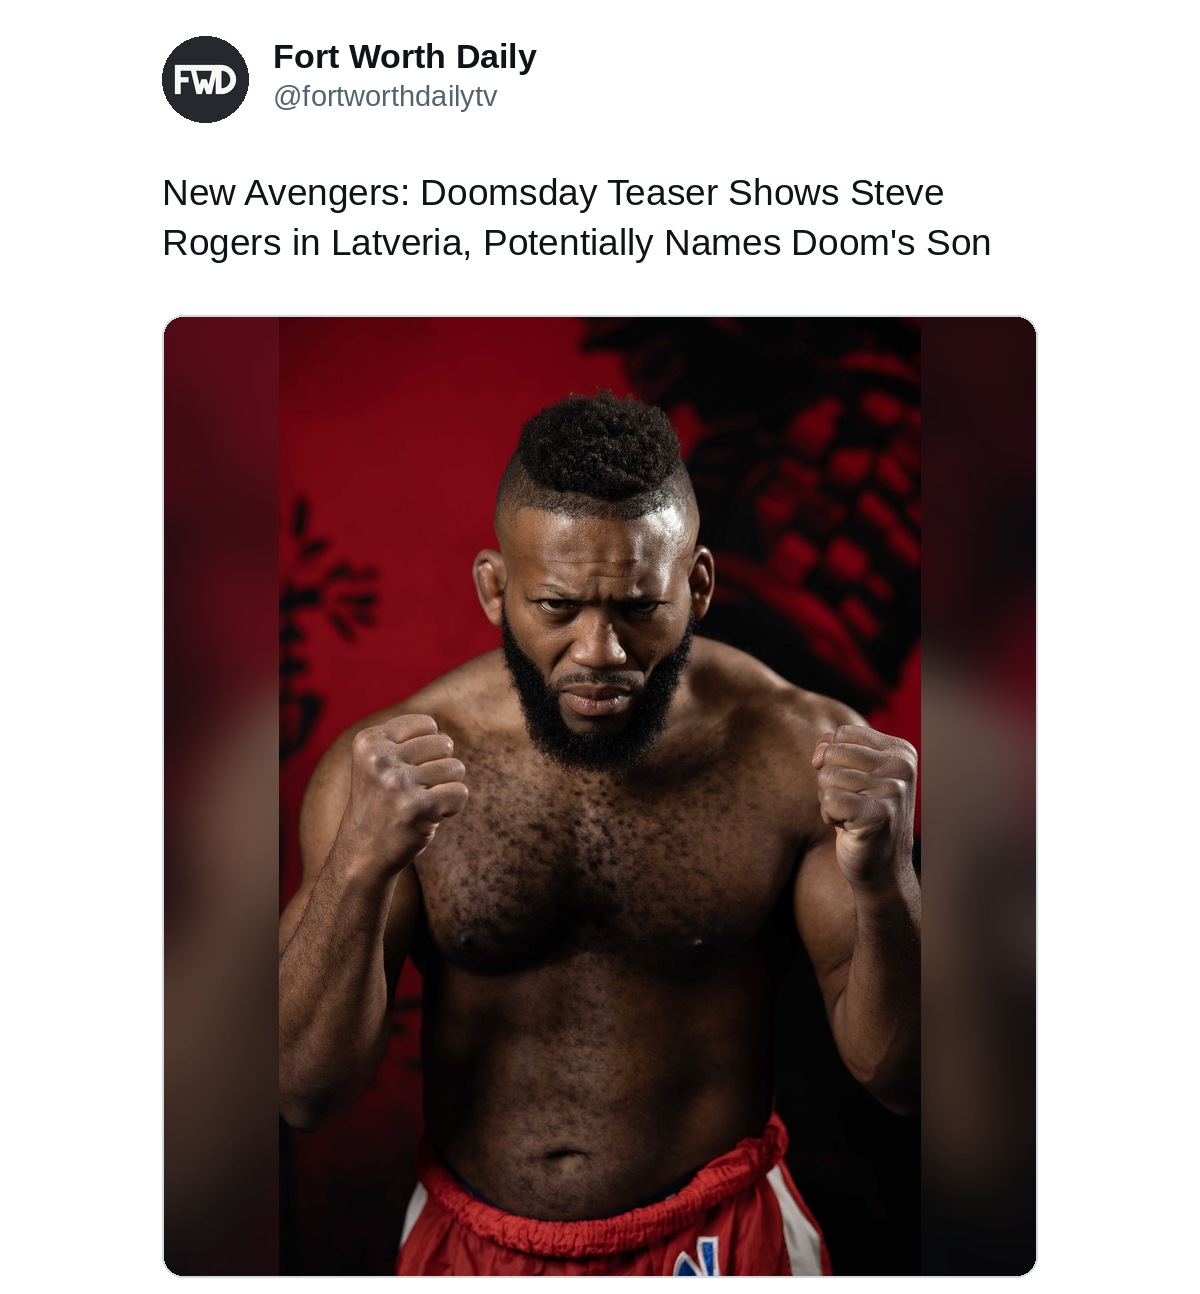 FWD
Fort Worth Daily
@fortworthdailytv
New Avengers: Doomsday Teaser Shows Steve
Rogers in Latveria, Potentially Names Doom's Son